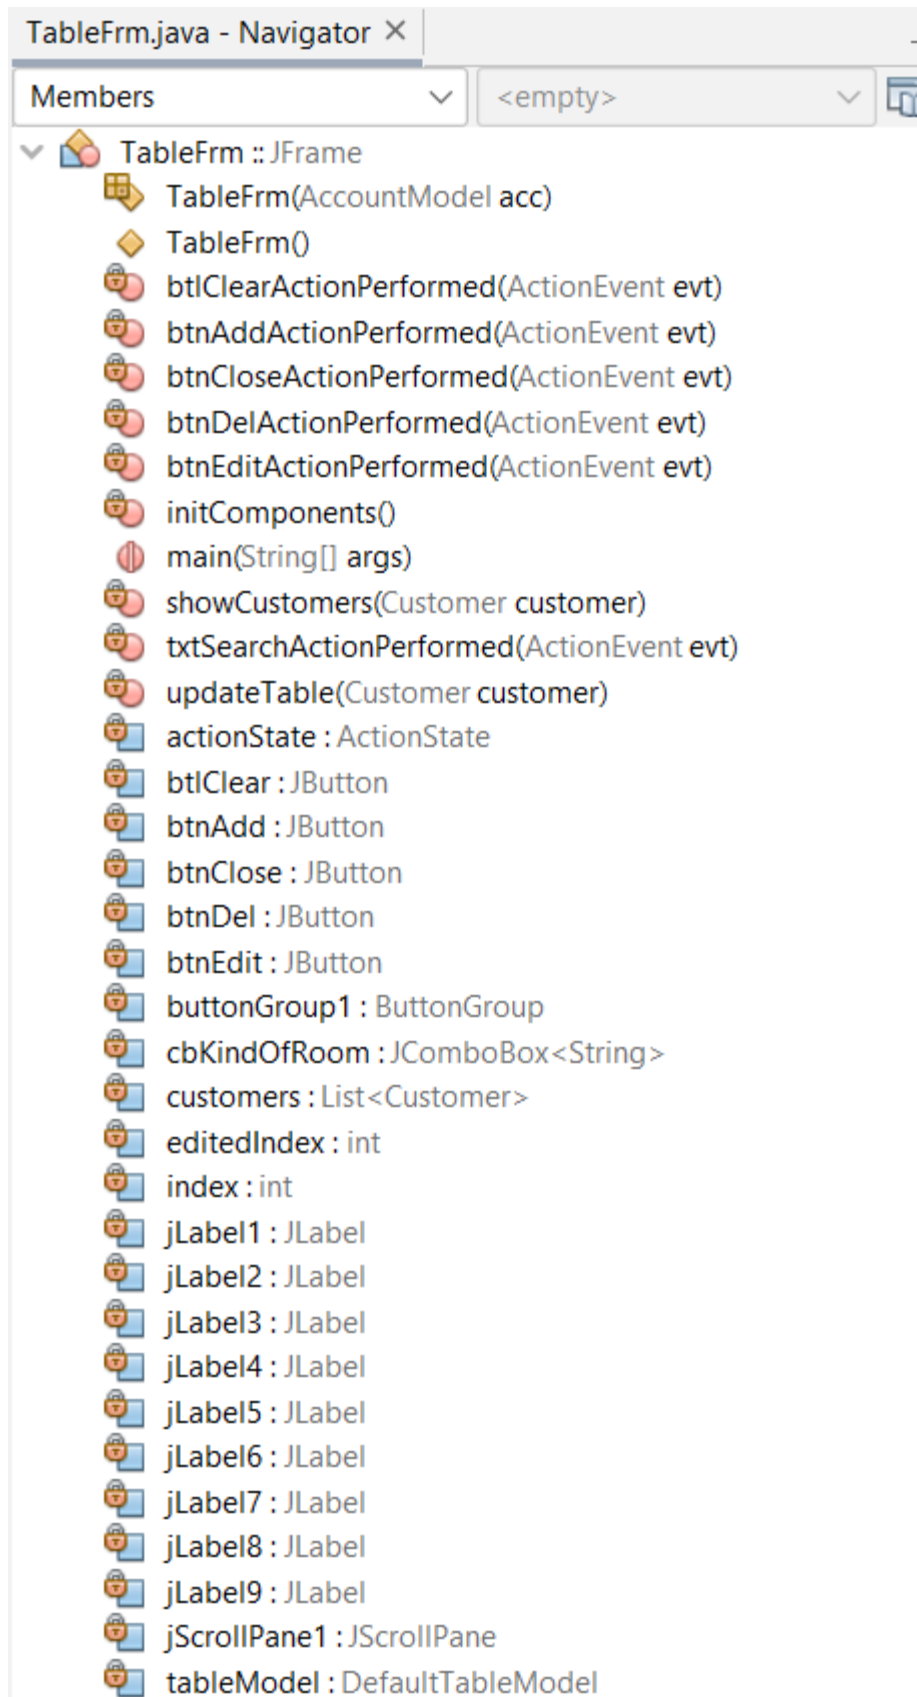 TableFrm.java - Navigator ×
Members <empty>
TableFrm :: JFrame
TableFrm(AccountModel acc)
TableFrm()
btlClearActionPerformed(ActionEvent evt)
btnAddActionPerformed(ActionEvent evt)
btnCloseActionPerformed(ActionEvent evt)
btnDelActionPerformed(ActionEvent evt)
btnEditActionPerformed(ActionEvent evt)
initComponents()
main(String[] args)
showCustomers(Customer customer)
txtSearchActionPerformed(ActionEvent evt)
updateTable(Customer customer)
actionState : ActionState
btlClear : JButton
btnAdd : JButton
btnClose : JButton
btnDel : JButton
btnEdit : JButton
buttonGroup1 : ButtonGroup
cbKindOfRoom : JComboBox<String>
customers : List<Customer>
editedIndex : int
index : int
jLabel1 : JLabel
jLabel2 : JLabel
jLabel3 : JLabel
jLabel4 : JLabel
jLabel5 : JLabel
jLabel6 : JLabel
jLabel7 : JLabel
jLabel8 : JLabel
jLabel9 : JLabel
jScrollPane1 : JScrollPane
tableModel : DefaultTableModel